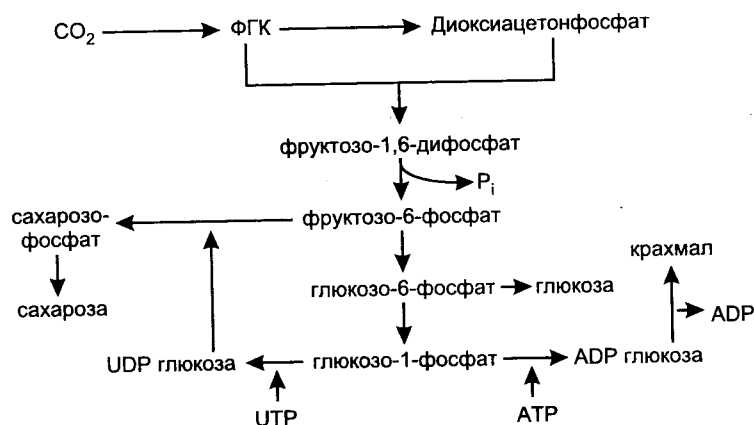 CO₂ ФГК Диоксиацетонфосфат
фруктозо-1,6-дифосфат
Pᵢ
сахарозо-
фосфат
фруктозо-6-фосфат
крахмал
глюкозо-6-фосфат глюкоза
сахароза
ADP
UDP глюкоза глюкозо-1-фосфат ADP глюкоза
UTP ATP